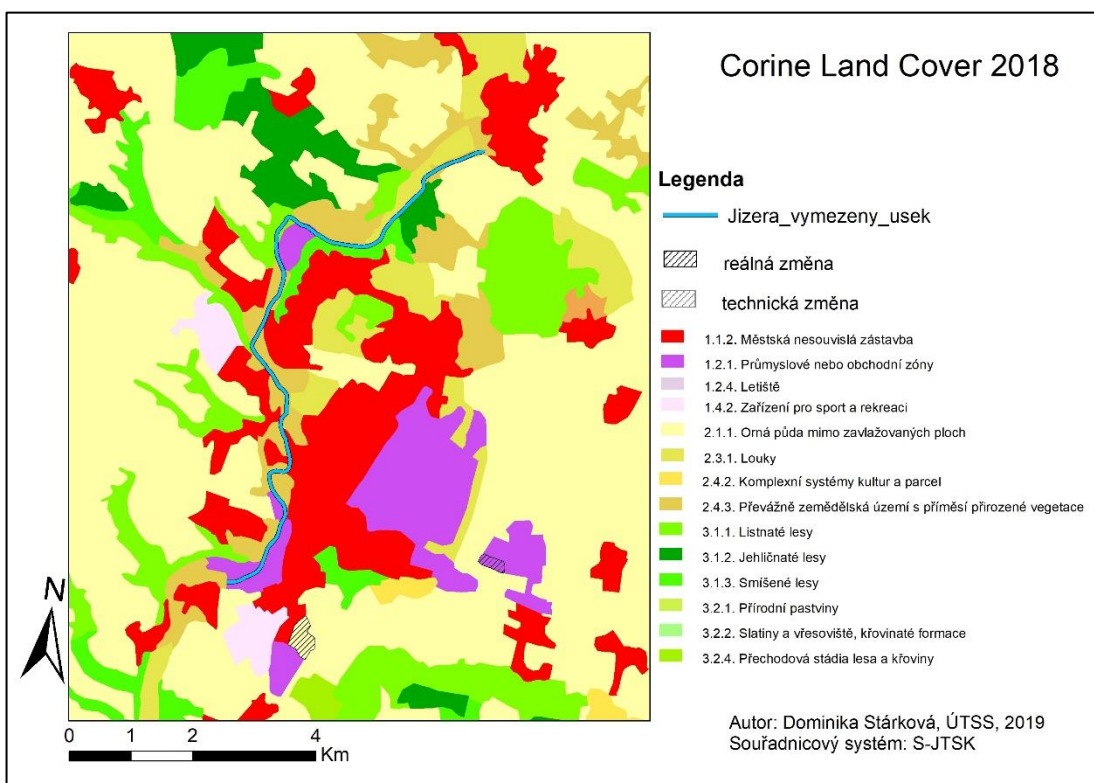 Corine Land Cover 2018
Legenda
Jizera_vymezeny_usek
reálná změna
technická změna
1.1.2. Městská nesouvislá zástavba
1.2.1. Průmyslové nebo obchodní zóny
1.2.4. Letiště
1.4.2. Zařízení pro sport a rekreaci
2.1.1. Orná půda mimo zavlažovaných ploch
2.3.1. Louky
2.4.2. Komplexní systémy kultur a parcel
2.4.3. Převážně zemědělská území s příměsí přirozené vegetace
3.1.1. Listnaté lesy
3.1.2. Jehličnaté lesy
3.1.3. Smíšené lesy
3.2.1. Přírodní pastviny
3.2.2. Slatiny a vřesoviště, křovinaté formace
3.2.4. Přechodová stádia lesa a křoviny
N
0 1 2 4
Km
Autor: Dominika Stárková, ÚTSS, 2019
Souřadnicový systém: S-JTSK